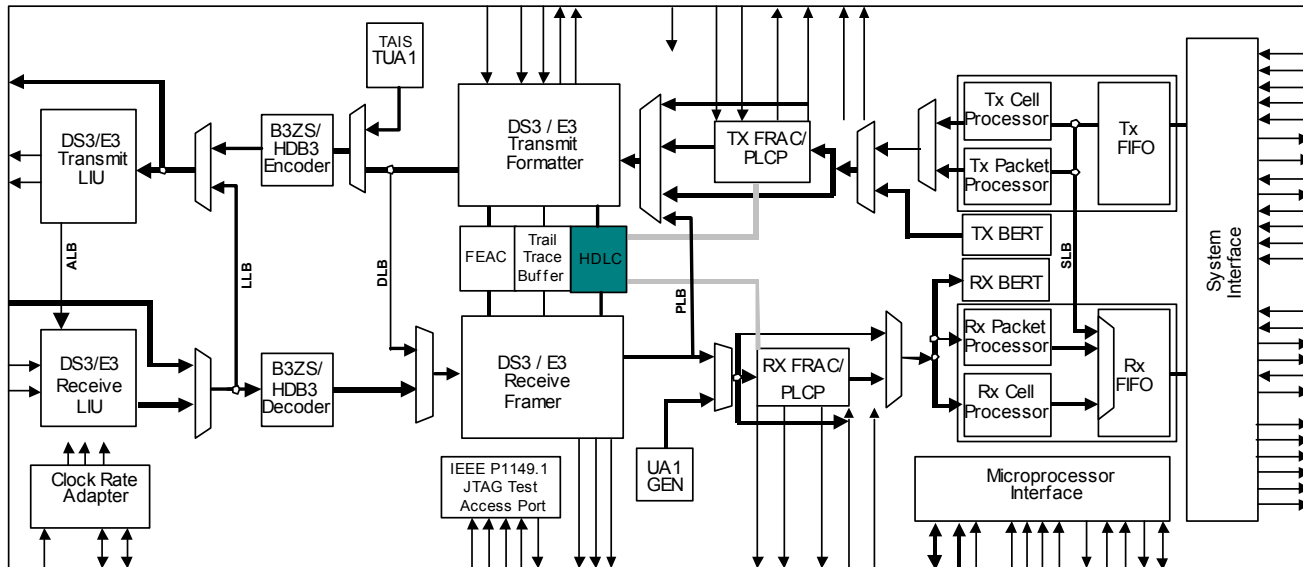 TAIS
TUA1
DS3/E3
Transmit
LIU
B3ZS/
HDB3
Encoder
DS3 / E3
Transmit
Formatter
TX FRAC/
PLCP
Tx Cell
Processor
Tx Packet
Processor
Tx
FIFO
TX BERT
RX BERT
FEAC
Trail
Trace
Buffer
HDLC
ALB
LLB
DLB
PLB
SLB
System
Interface
DS3/E3
Receive
LIU
B3ZS/
HDB3
Decoder
DS3 / E3
Receive
Framer
RX FRAC/
PLCP
Rx Packet
Processor
Rx Cell
Processor
Rx
FIFO
UA1
GEN
Clock Rate
Adapter
IEEE P1149.1
JTAG Test
Access Port
Microprocessor
Interface